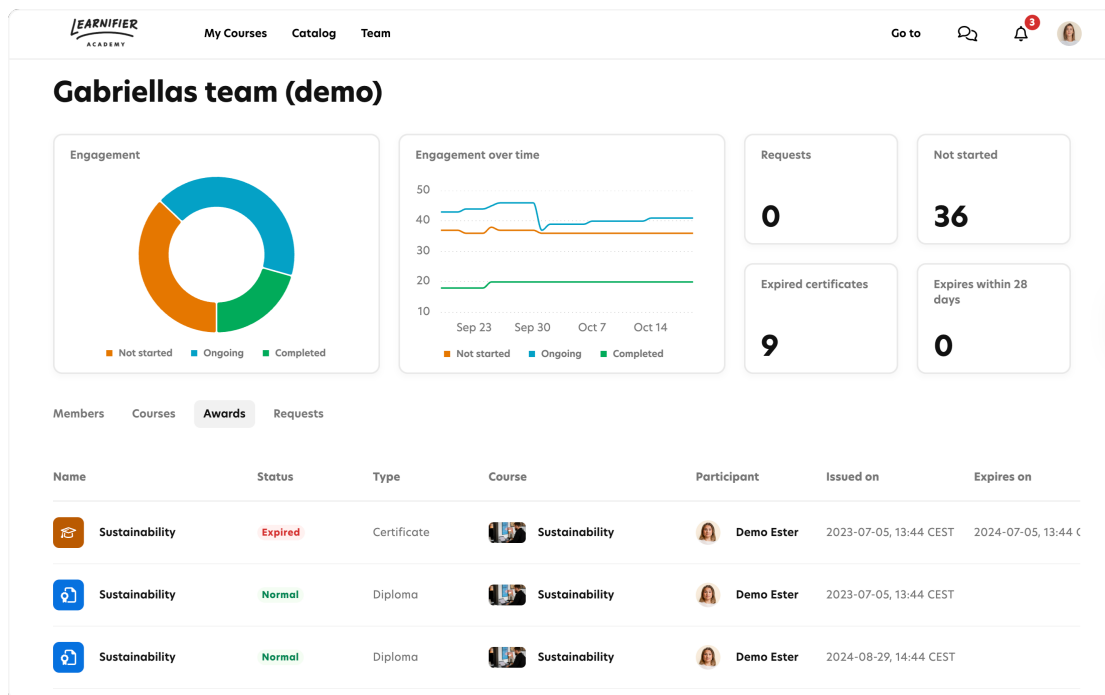 LEARNIFIER
ACADEMY
My Courses
Catalog
Team
Go to
3
Gabriellas team (demo)
Engagement
Not started
Ongoing
Completed
Engagement over time
50
40
30
20
10
Sep 23
Sep 30
Oct 7
Oct 14
Not started
Ongoing
Completed
Requests
0
Not started
36
Expired certificates
9
Expires within 28
days
0
Members
Courses
Awards
Requests
Name
Status
Type
Course
Participant
Issued on
Expires on
Sustainability
Expired
Certificate
Sustainability
Demo Ester
2023-07-05, 13:44 CEST
2024-07-05, 13:44
Sustainability
Normal
Diploma
Sustainability
Demo Ester
2023-07-05, 13:44 CEST
Sustainability
Normal
Diploma
Sustainability
Demo Ester
2024-08-29, 14:44 CEST